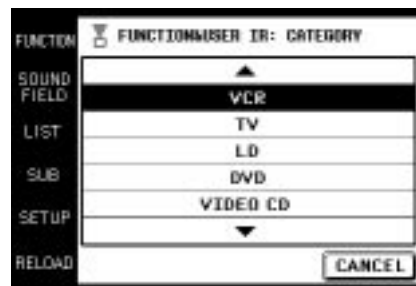 FUNCTION
SOUND FIELD
LIST
SUB
SETUP
RELOAD
FUNCTION&USER IR: CATEGORY
VCR
TV
LD
DVD
VIDEO CD
CANCEL